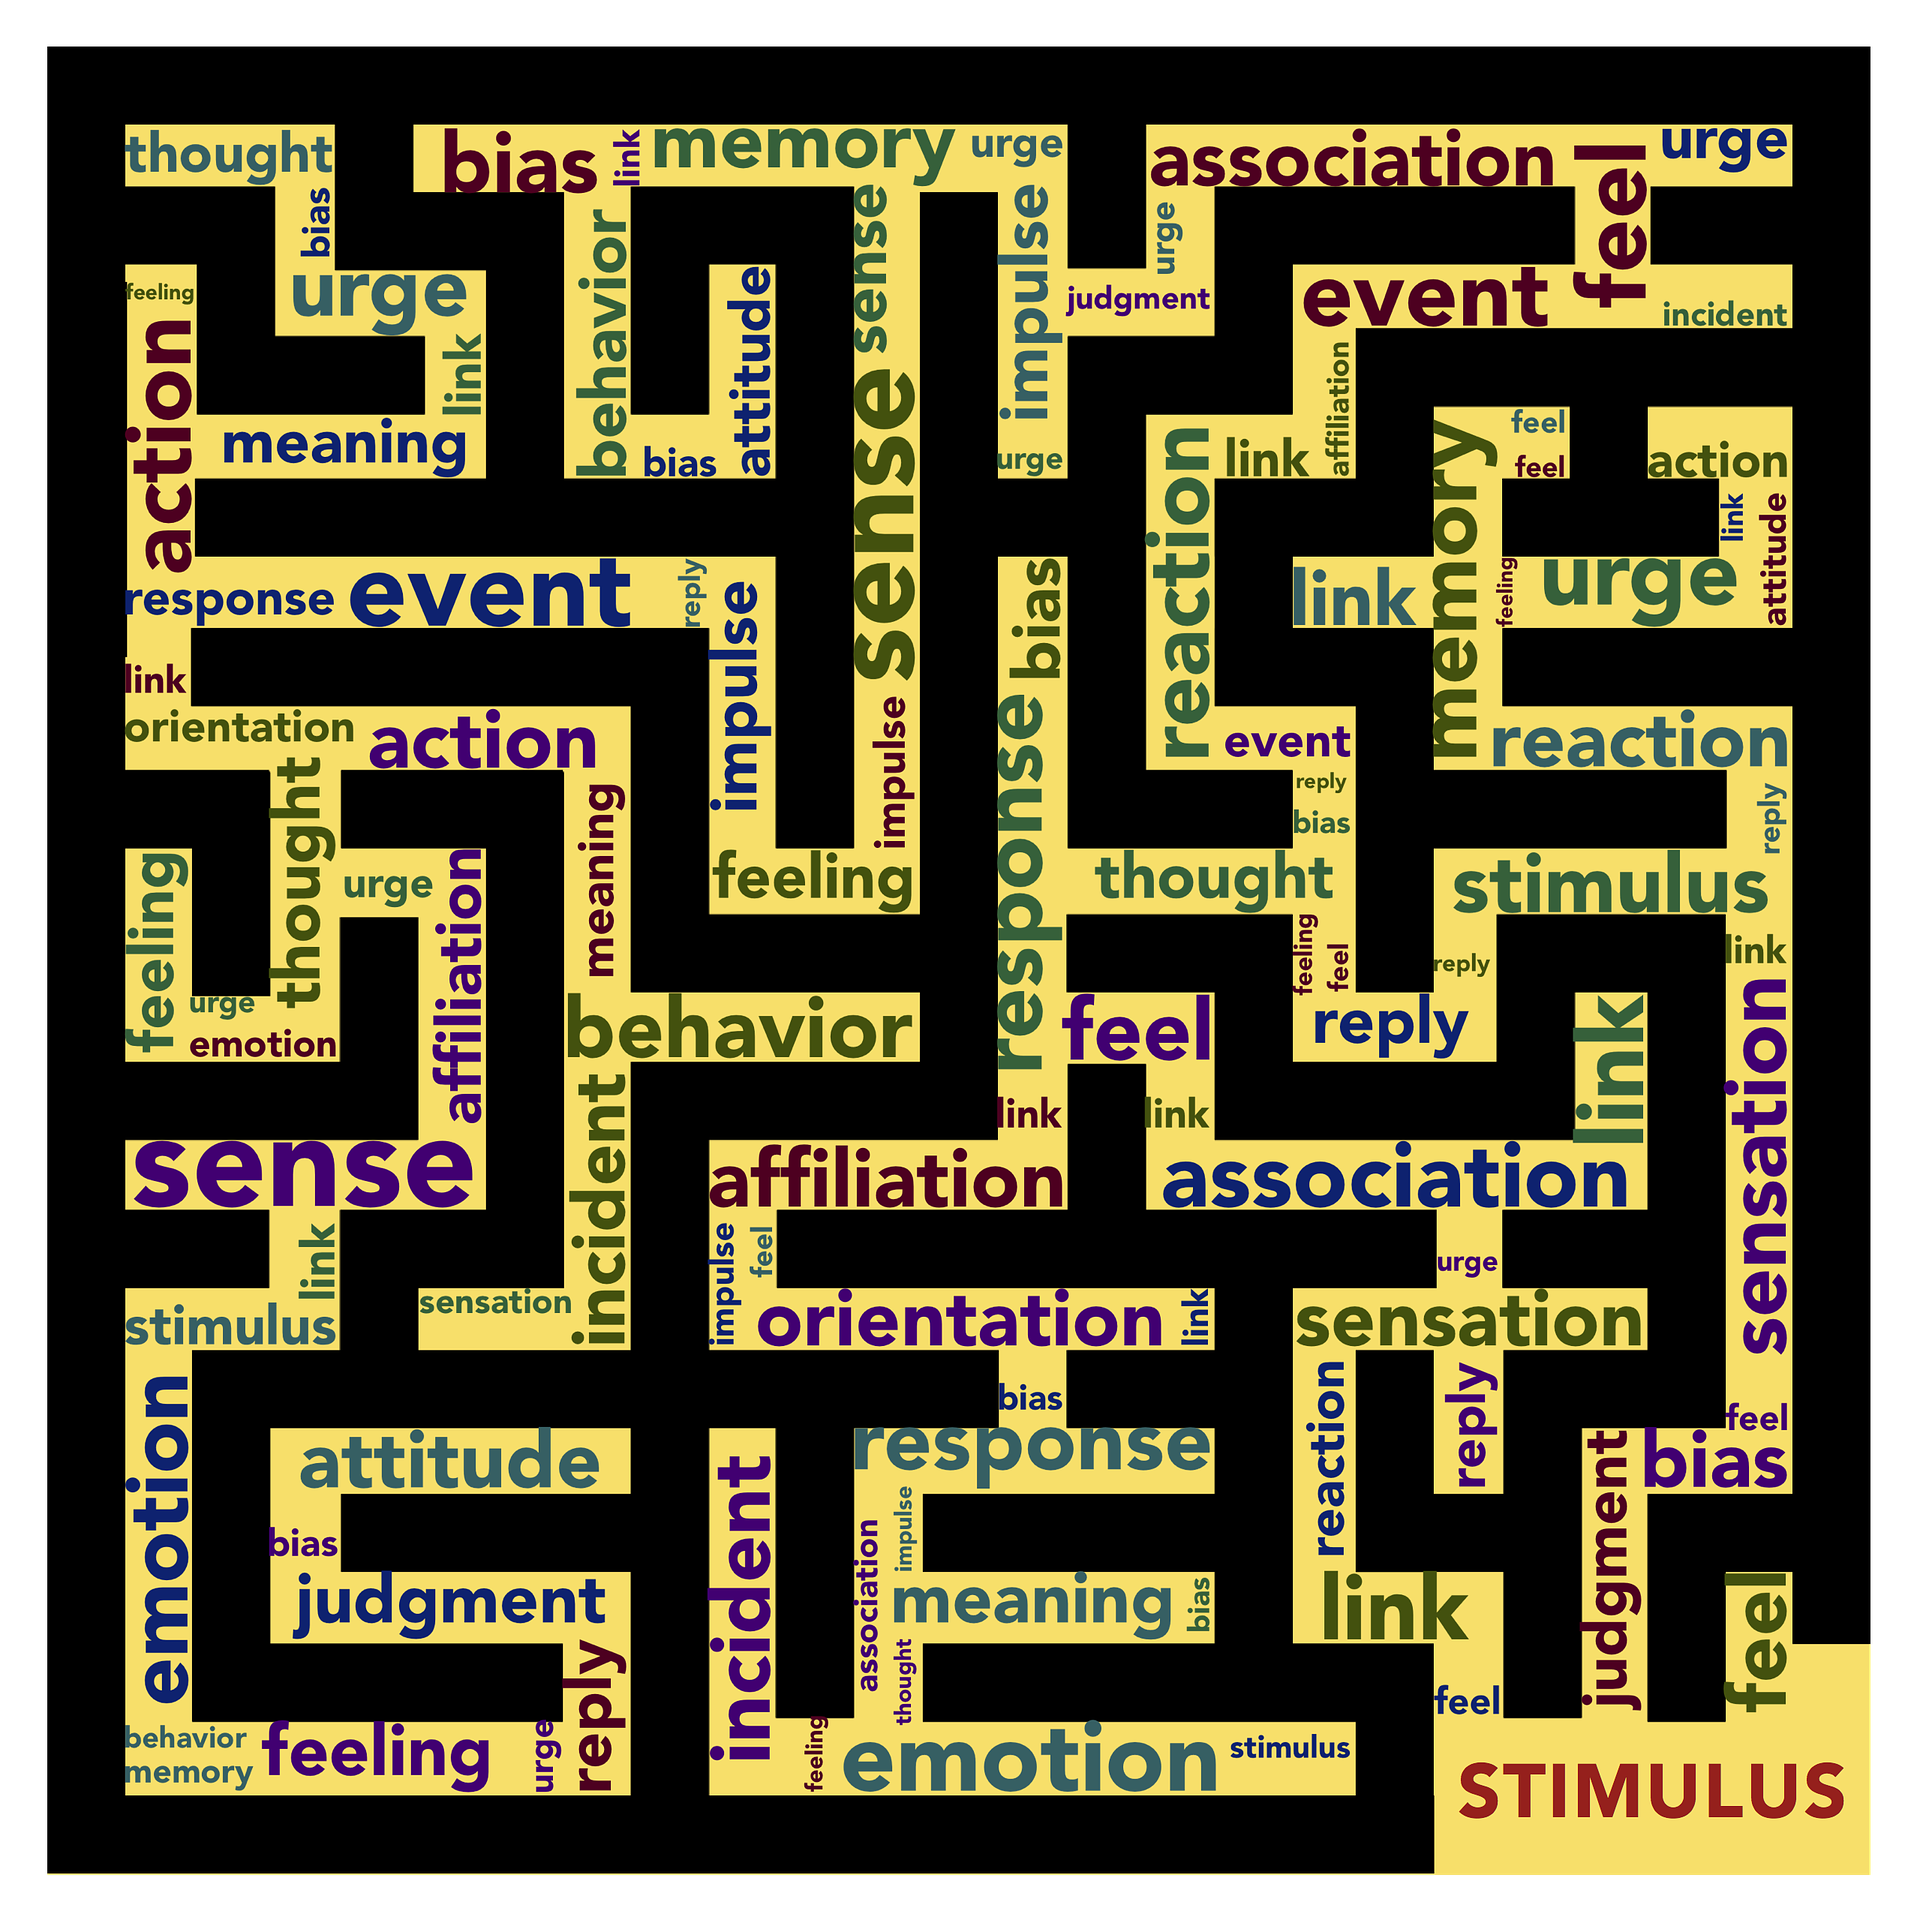 thought
bias
link
memory
urge
association
feel
urge
bias
behavior
sense
impulse
urge
feeling
urge
attitude
judgment
event
incident
action
link
affiliation
meaning
bias
sense
urge
reaction
link
memory
feel
feel
action
link
attitude
response
event
reply
impulse
bias
link
feeling
urge
link
orientation
action
impulse
response
event
reaction
thought
meaning
reply
bias
reply
feeling
urge
affiliation
feeling
thought
stimulus
feeling
feel
reply
link
urge
emotion
behavior
feel
reply
link
sensation
incident
link
link
sense
affiliation
association
link
impulse
feel
urge
stimulus
sensation
orientation
link
sensation
emotion
bias
reaction
reply
feel
attitude
incident
response
judgment
bias
bias
association
impulse
judgment
meaning
bias
link
feel
reply
thought
feel
behavior
memory
feeling
urge
feeling
emotion
stimulus
STIMULUS